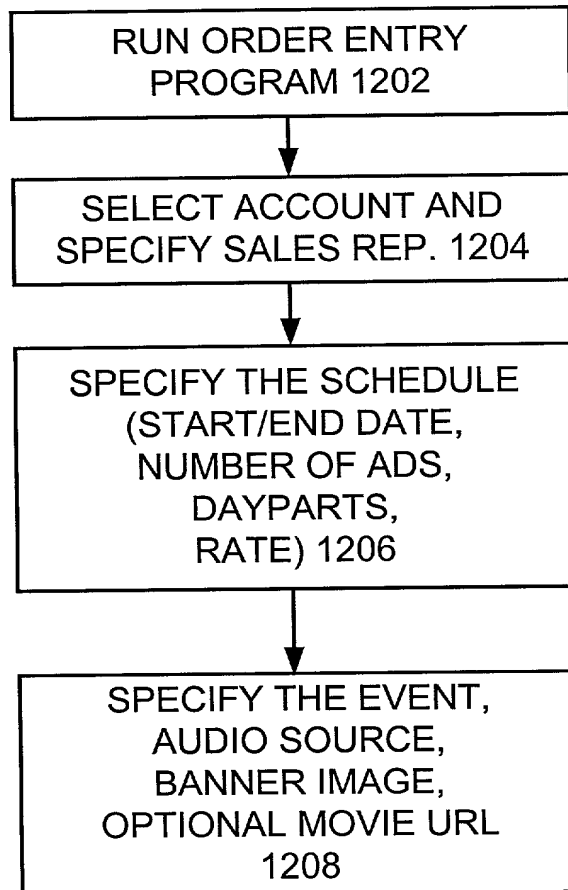 RUN ORDER ENTRY
PROGRAM 1202
SELECT ACCOUNT AND
SPECIFY SALES REP. 1204
SPECIFY THE SCHEDULE
(START/END DATE,
NUMBER OF ADS,
DAYPARTS,
RATE) 1206
SPECIFY THE EVENT,
AUDIO SOURCE,
BANNER IMAGE,
OPTIONAL MOVIE URL
1208